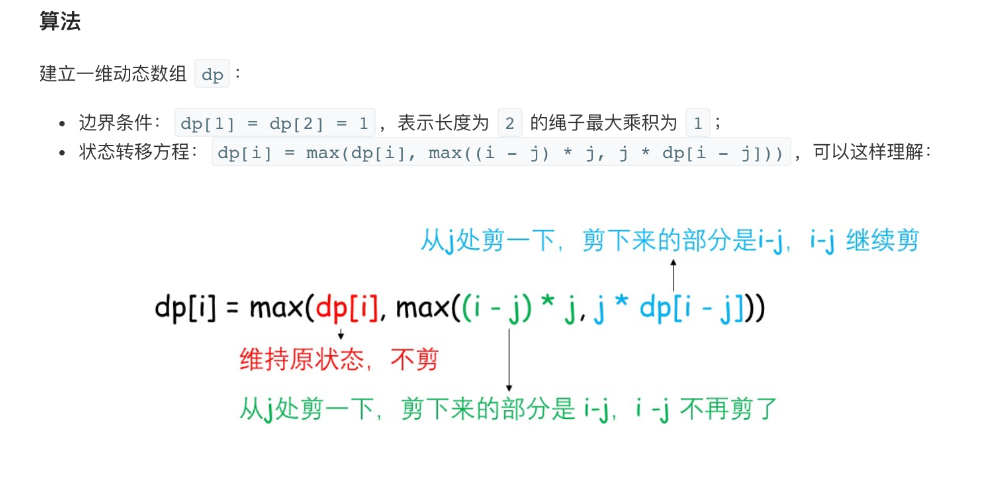 算法
建立一维动态数组 dp :
• 边界条件： dp[1] = dp[2] = 1 ，表示长度为 2 的绳子最大乘积为 1 ；
• 状态转移方程： dp[i] = max(dp[i], max((i - j) * j, j * dp[i - j])) ，可以这样理解：
从j处剪一下，剪下来的部分是i-j，i-j 继续剪
dp[i] = max(dp[i], max((i - j) * j, j * dp[i - j]))
维持原状态，不剪
从j处剪一下，剪下来的部分是 i-j，i -j 不再剪了